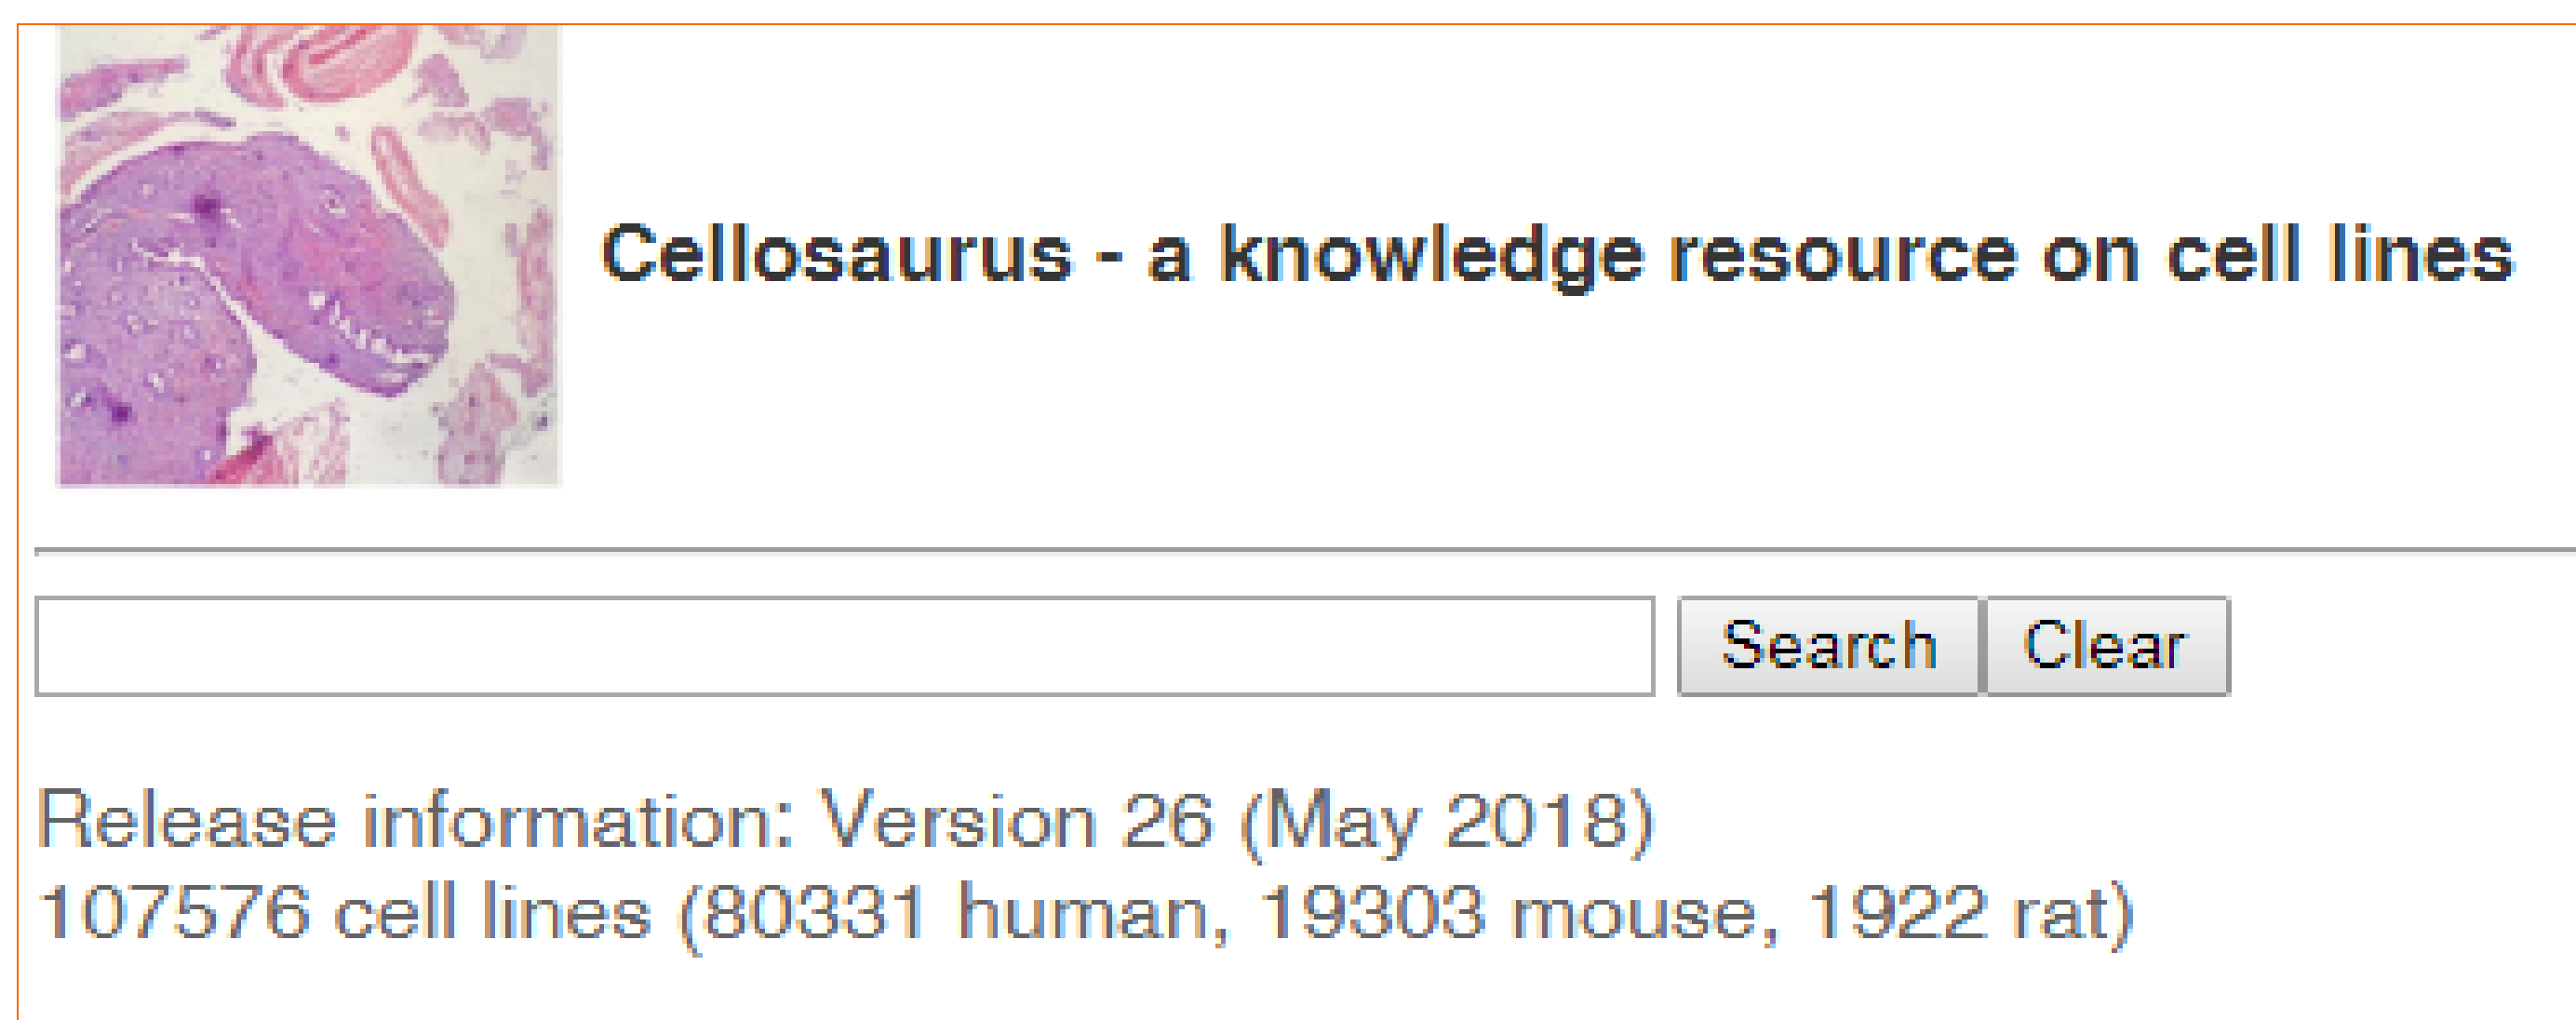 Cellosaurus - a knowledge resource on cell lines
Search Clear
Release information: Version 26 (May 2018)
107576 cell lines (80331 human, 19303 mouse, 1922 rat)